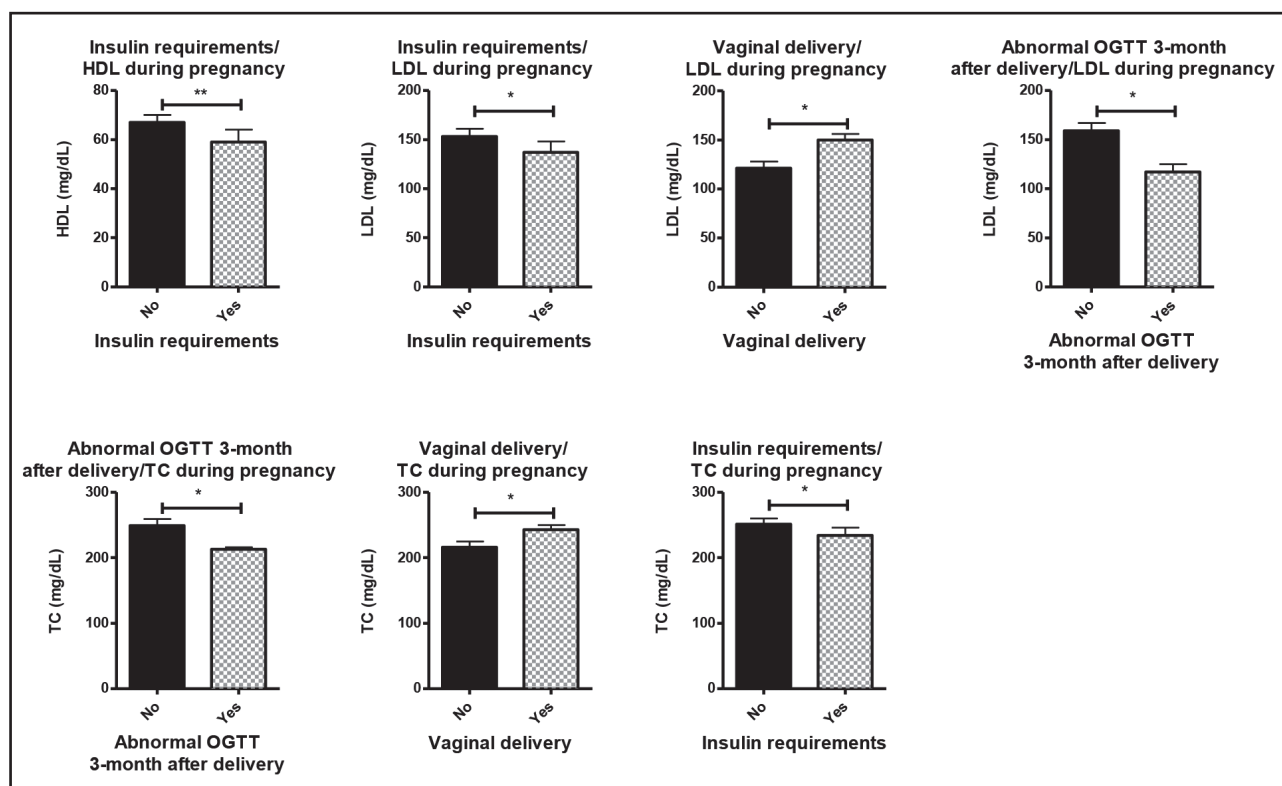 Insulin requirements/
HDL during pregnancy
**
HDL (mg/dL)
80
60
40
20
0
No
Yes
Insulin requirements
Insulin requirements/
LDL during pregnancy
*
LDL (mg/dL)
200
150
100
50
0
No
Yes
Insulin requirements
Vaginal delivery/
LDL during pregnancy
*
LDL (mg/dL)
200
150
100
50
0
No
Yes
Vaginal delivery
Abnormal OGTT 3-month
after delivery/LDL during pregnancy
*
LDL (mg/dL)
200
150
100
50
0
No
Yes
Abnormal OGTT
3-month after delivery
Abnormal OGTT 3-month
after delivery/TC during pregnancy
*
TC (mg/dL)
300
200
100
0
No
Yes
Abnormal OGTT
3-month after delivery
Vaginal delivery/
TC during pregnancy
*
TC (mg/dL)
300
200
100
0
No
Yes
Vaginal delivery
Insulin requirements/
TC during pregnancy
*
TC (mg/dL)
300
200
100
0
No
Yes
Insulin requirements